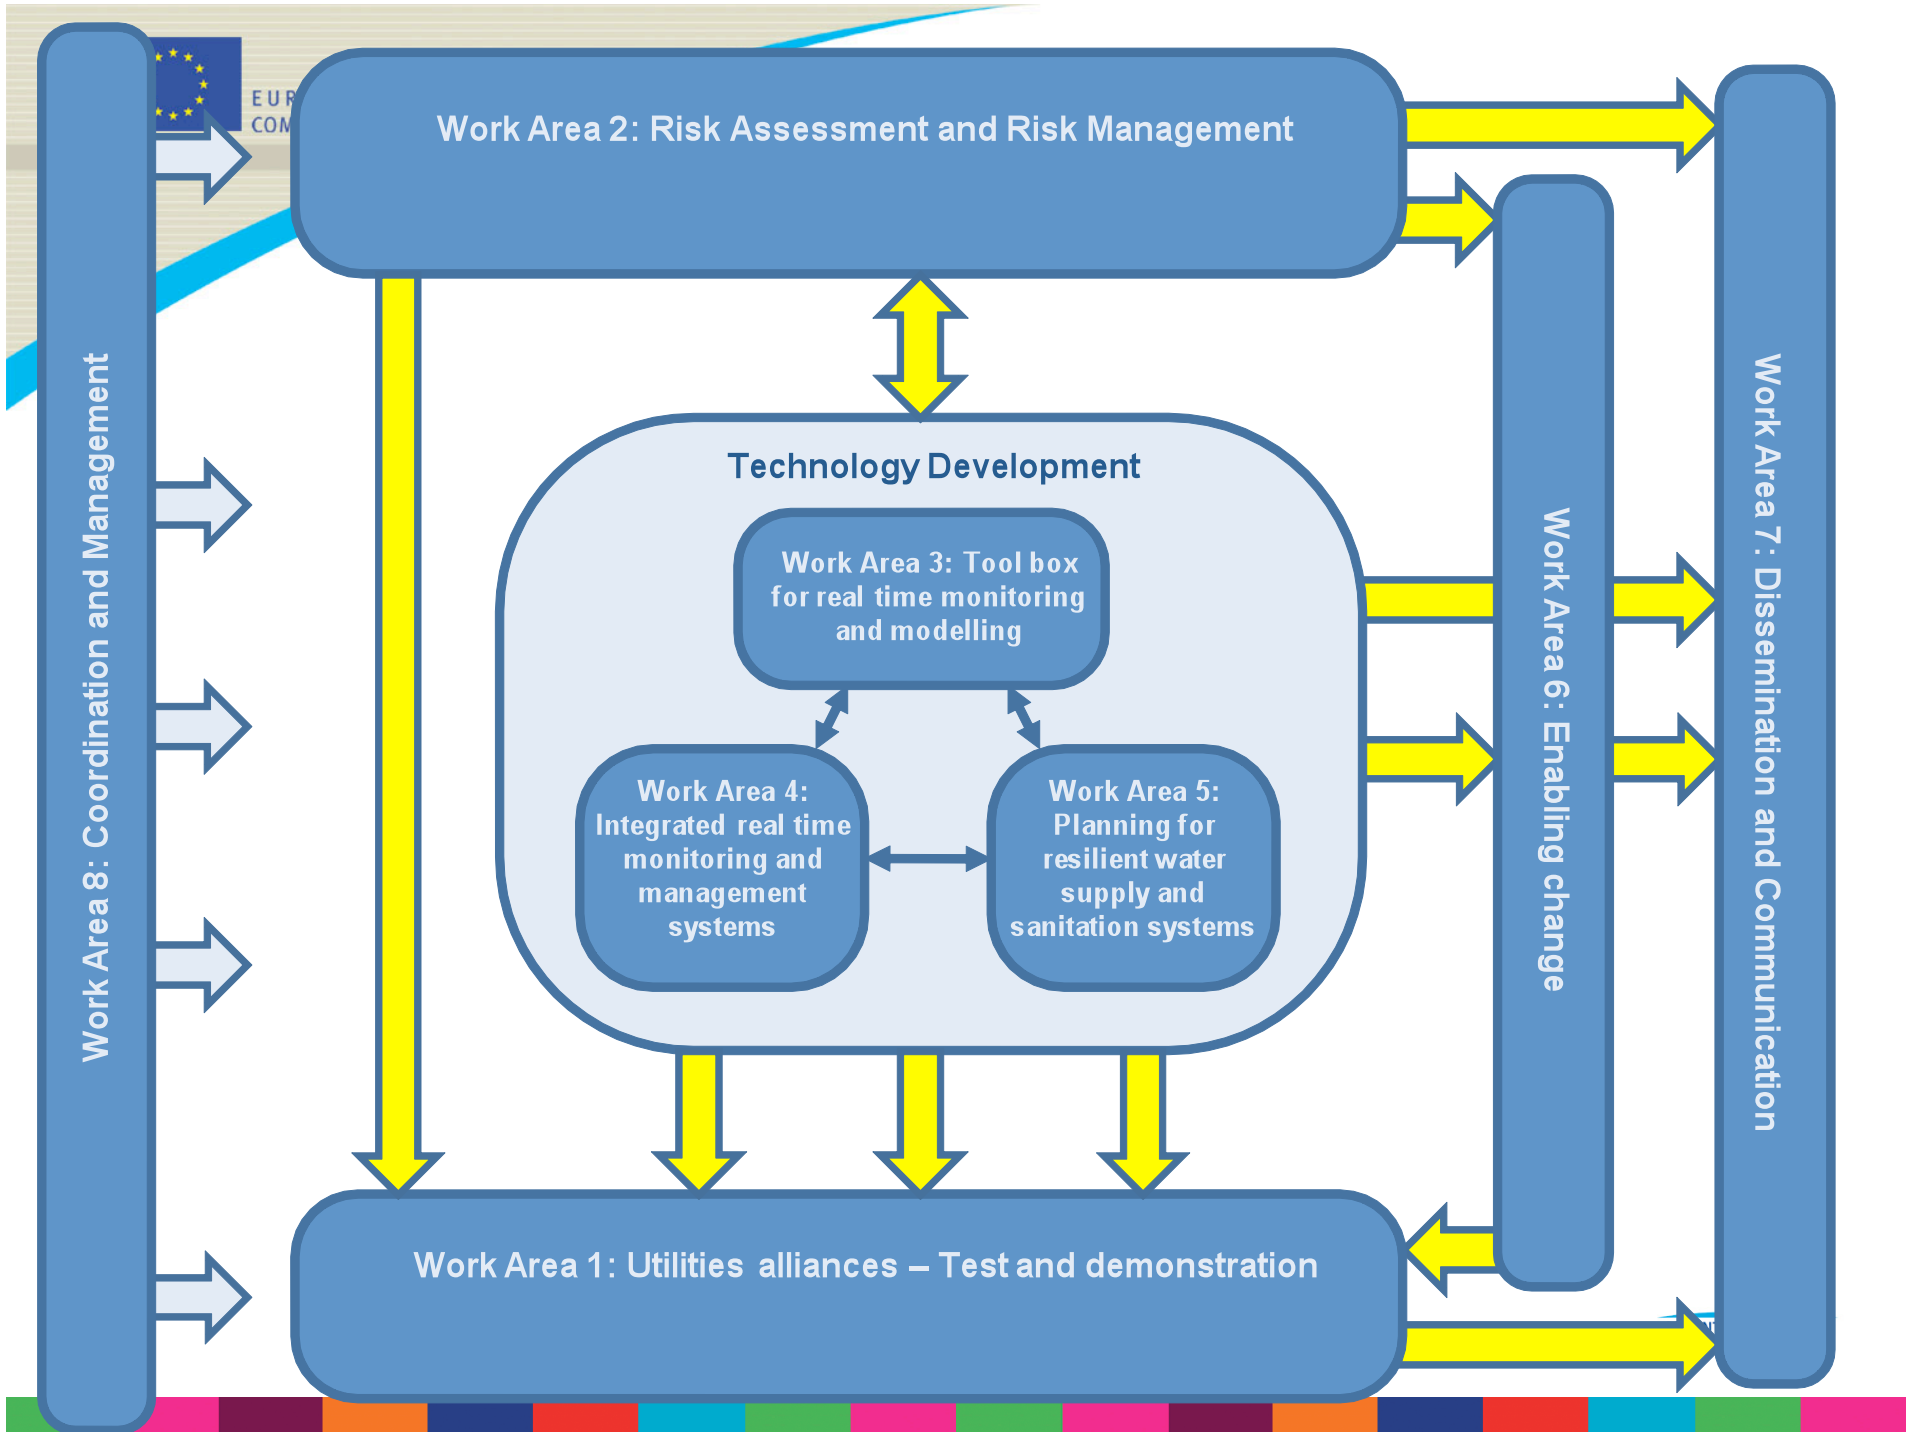 EUR
COM
Work Area 2: Risk Assessment and Risk Management
Work Area 8: Coordination and Management
Technology Development
Work Area 3: Tool box
for real time monitoring
and modelling
Work Area 4:
Integrated real time
monitoring and
management
systems
Work Area 5:
Planning for
resilient water
supply and
sanitation systems
Work Area 6: Enabling change
Work Area 7: Dissemination and Communication
Work Area 1: Utilities alliances – Test and demonstration